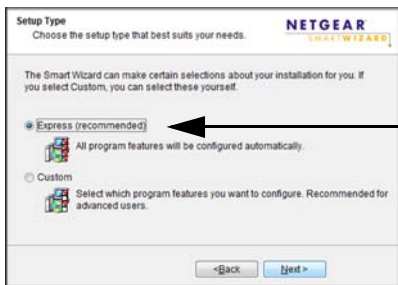 Setup Type
Choose the setup type that best suits your needs.
NETGEAR
SMARTWIZARD
The Smart Wizard can make certain selections about your installation for you. If
you select Custom, you can select these yourself.
Express (recommended)
All program features will be configured automatically.
Custom
Select which program features you want to configure. Recommended for
advanced users.
<Back
Next >